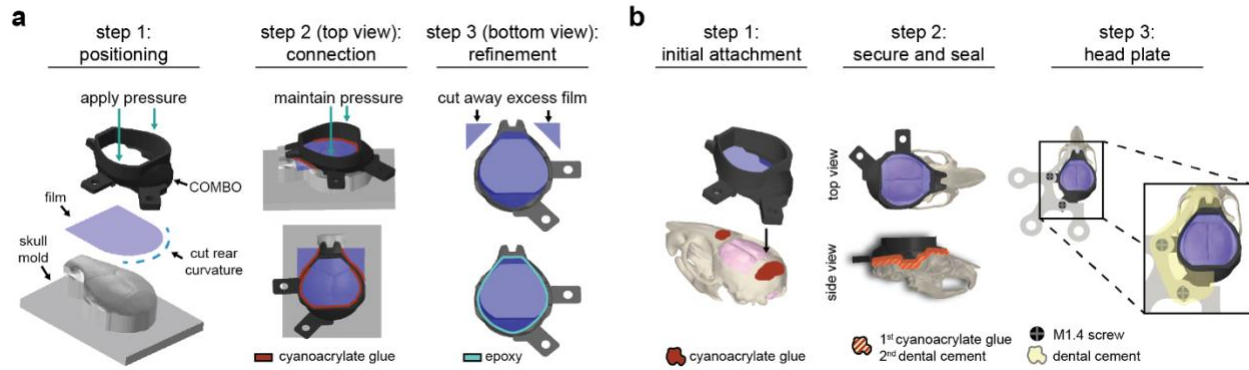 a
step 1:
positioning
apply pressure
COMBO
film
skull
mold
cut rear
curvature
step 2 (top view):
connection
maintain pressure
cyanoacrylate glue
step 3 (bottom view):
refinement
cut away excess film
epoxy
b
step 1:
initial attachment
cyanoacrylate glue
step 2:
secure and seal
top view
side view
1st cyanoacrylate glue
2nd dental cement
step 3:
head plate
M1.4 screw
dental cement